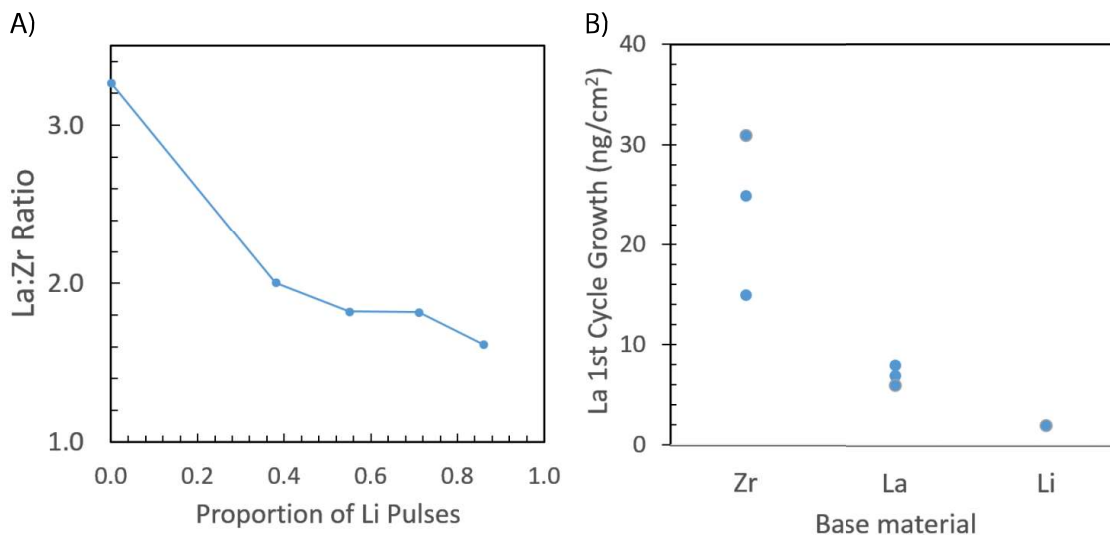 A)
La:Zr Ratio
3.0
2.0
1.0
0.0 0.2 0.4 0.6 0.8 1.0
Proportion of Li Pulses
B)
La 1st Cycle Growth (ng/cm²)
40
30
20
10
0
Zr La Li
Base material